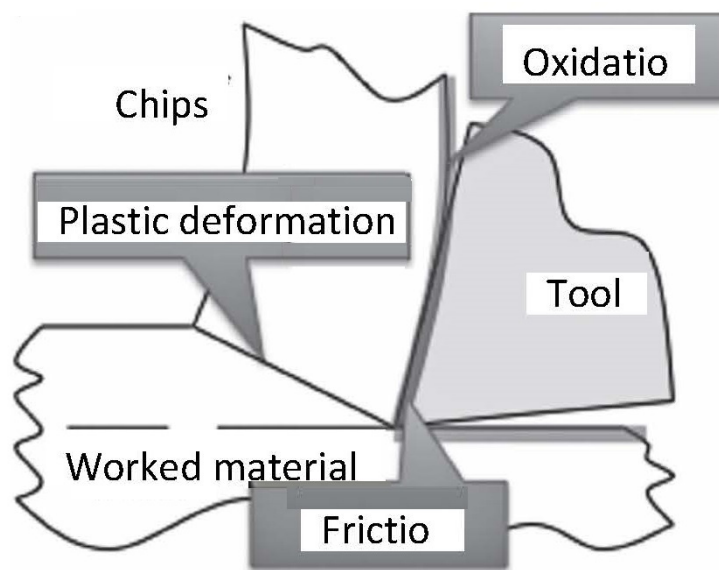 Oxidatio
Chips
Plastic deformation
Tool
Worked material
Frictio